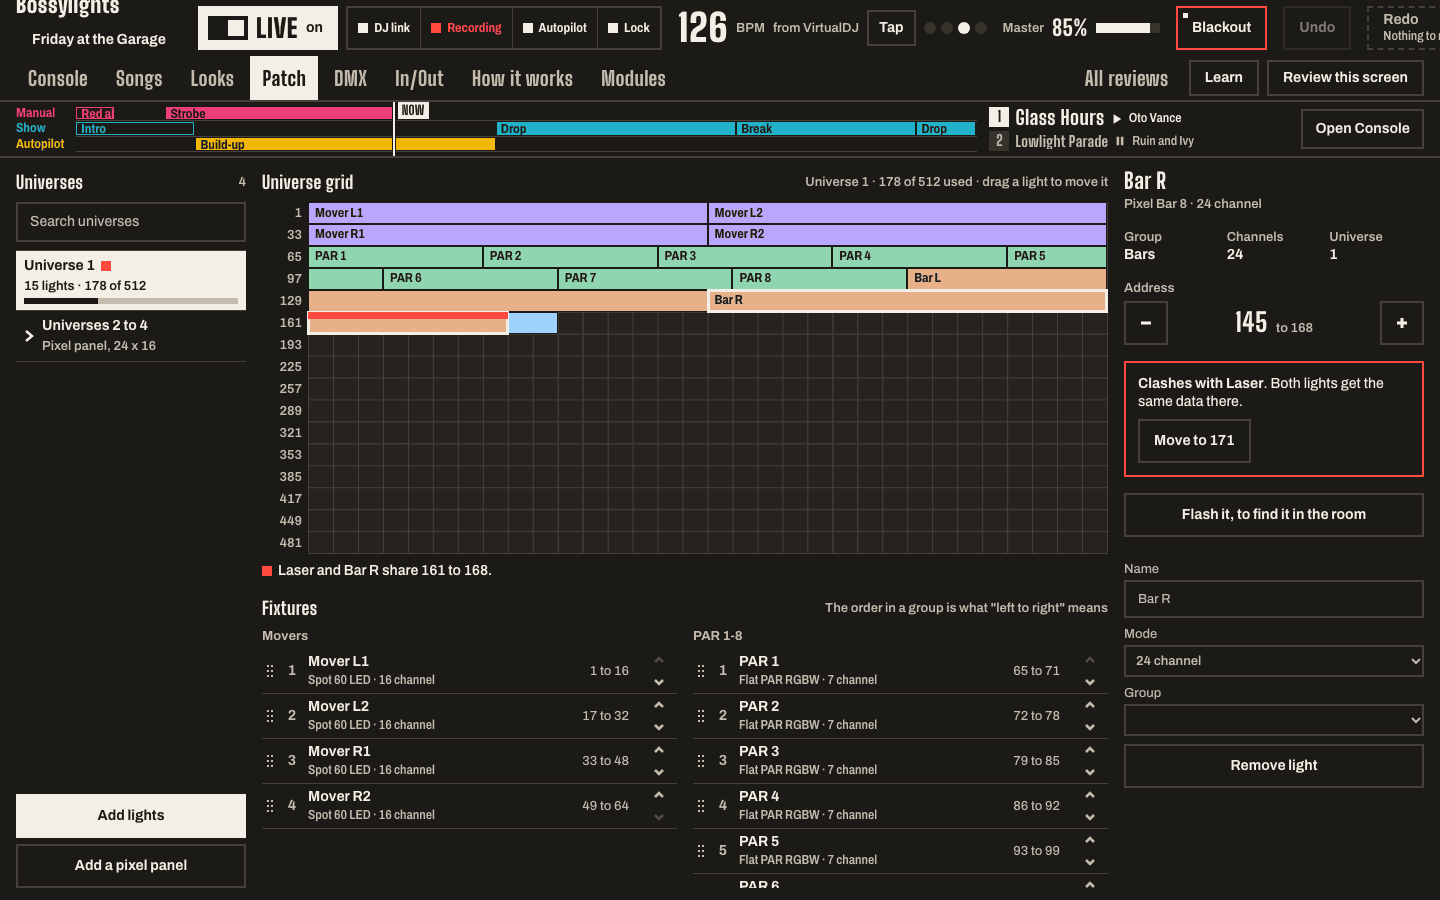 Bossylights
Friday at the Garage
LIVE on
DJ link
Recording
Autopilot
Lock
126 BPM from VirtualDJ
Tap
Master 85%
Blackout
Undo
Redo
Nothing to
Console
Songs
Looks
Patch
DMX
In/Out
How it works
Modules
All reviews
Learn
Review this screen
Manual
Red al
Strobe
NOW
Show
Intro
Drop
Break
Drop
Autopilot
Build-up
1 Glass Hours Oto Vance
2 Lowlight Parade Ruin and Ivy
Open Console
Universes 4
Search universes
Universe 1
15 lights · 178 of 512
Universes 2 to 4
Pixel panel, 24 x 16
Add lights
Add a pixel panel
Universe grid
Universe 1 · 178 of 512 used · drag a light to move it
1 Mover L1 Mover L2
33 Mover R1 Mover R2
65 PAR 1 PAR 2 PAR 3 PAR 4 PAR 5
97 PAR 6 PAR 7 PAR 8 Bar L
129 Bar R
161
193
225
257
289
321
353
385
417
449
481
Laser and Bar R share 161 to 168.
Fixtures
The order in a group is what "left to right" means
Movers
1 Mover L1 1 to 16
Spot 60 LED · 16 channel
2 Mover L2 17 to 32
Spot 60 LED · 16 channel
3 Mover R1 33 to 48
Spot 60 LED · 16 channel
4 Mover R2 49 to 64
Spot 60 LED · 16 channel
PAR 1-8
1 PAR 1 65 to 71
Flat PAR RGBW · 7 channel
2 PAR 2 72 to 78
Flat PAR RGBW · 7 channel
3 PAR 3 79 to 85
Flat PAR RGBW · 7 channel
4 PAR 4 86 to 92
Flat PAR RGBW · 7 channel
5 PAR 5 93 to 99
Flat PAR RGBW · 7 channel
PAR 6
Bar R
Pixel Bar 8 · 24 channel
Group Channels Universe
Bars 24 1
Address
145 to 168
Clashes with Laser. Both lights get the
same data there.
Move to 171
Flash it, to find it in the room
Name
Bar R
Mode
24 channel
Group
Remove light